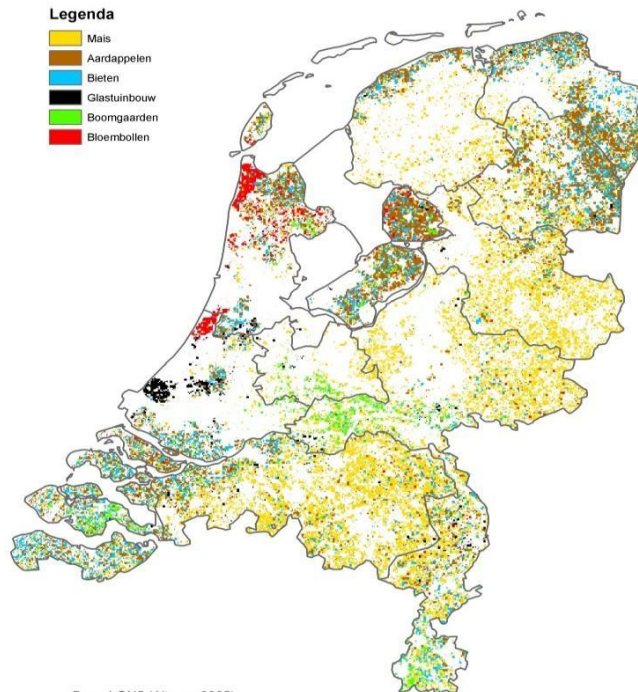 Legenda
Mais
Aardappelen
Bieten
Glastuinbouw
Boomgaarden
Bloembollen